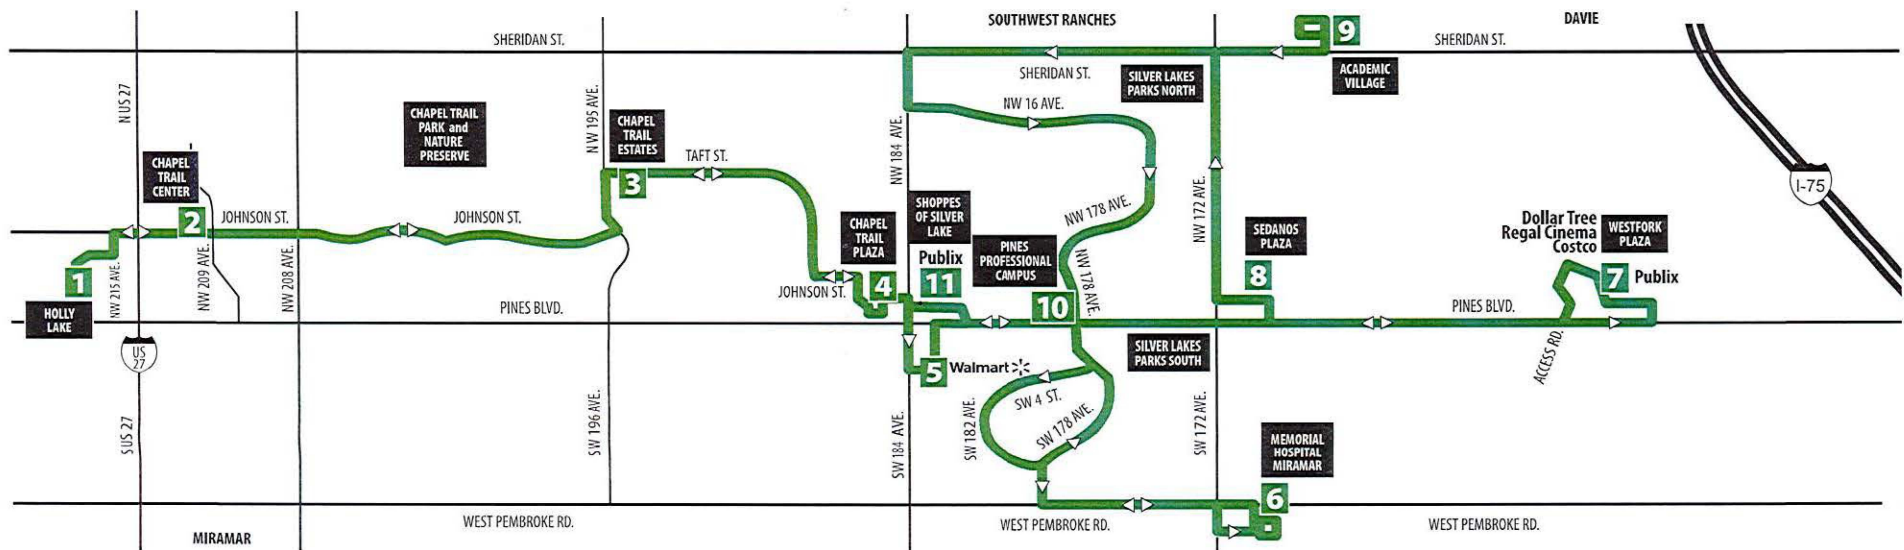 SOUTHWEST RANCHES
DAVIE
9
SHERIDAN ST.
SHERIDAN ST.
SHERIDAN ST.
ACADEMIC
VILLAGE
SILVER LAKES
PARKS NORTH
N US 27
NW 195 AVE.
CHAPEL TRAIL
PARK and
NATURE
PRESERVE
NW 16 AVE.
CHAPEL
TRAIL
ESTATES
NW 184 AVE.
TAFT ST.
CHAPEL
TRAIL
CENTER
3
I-75
NW 172 AVE.
NW 178 AVE.
SHOPPES
OF SILVER
LAKE
2
JOHNSON ST.
JOHNSON ST.
CHAPEL
TRAIL
PLAZA
PINES
PROFESSIONAL
CAMPUS
SEDANOS
PLAZA
Dollar Tree
Regal Cinema
Costco
WESTFORK
PLAZA
1
NW 215 AVE.
NW 209 AVE.
NW 208 AVE.
Publix
11
NW 178 AVE.
8
7
Publix
4
JOHNSON ST.
10
HOLLY
LAKE
PINES BLVD.
PINES BLVD.
US
27
SILVER LAKES
PARKS SOUTH
ACCESS RD.
5
Walmart
SW 4 ST.
S US 27
SW 196 AVE.
SW 184 AVE.
SW 182 AVE.
SW 178 AVE.
SW 172 AVE.
MEMORIAL
HOSPITAL
MIRAMAR
6
WEST PEMBROKE RD.
WEST PEMBROKE RD.
WEST PEMBROKE RD.
MIRAMAR